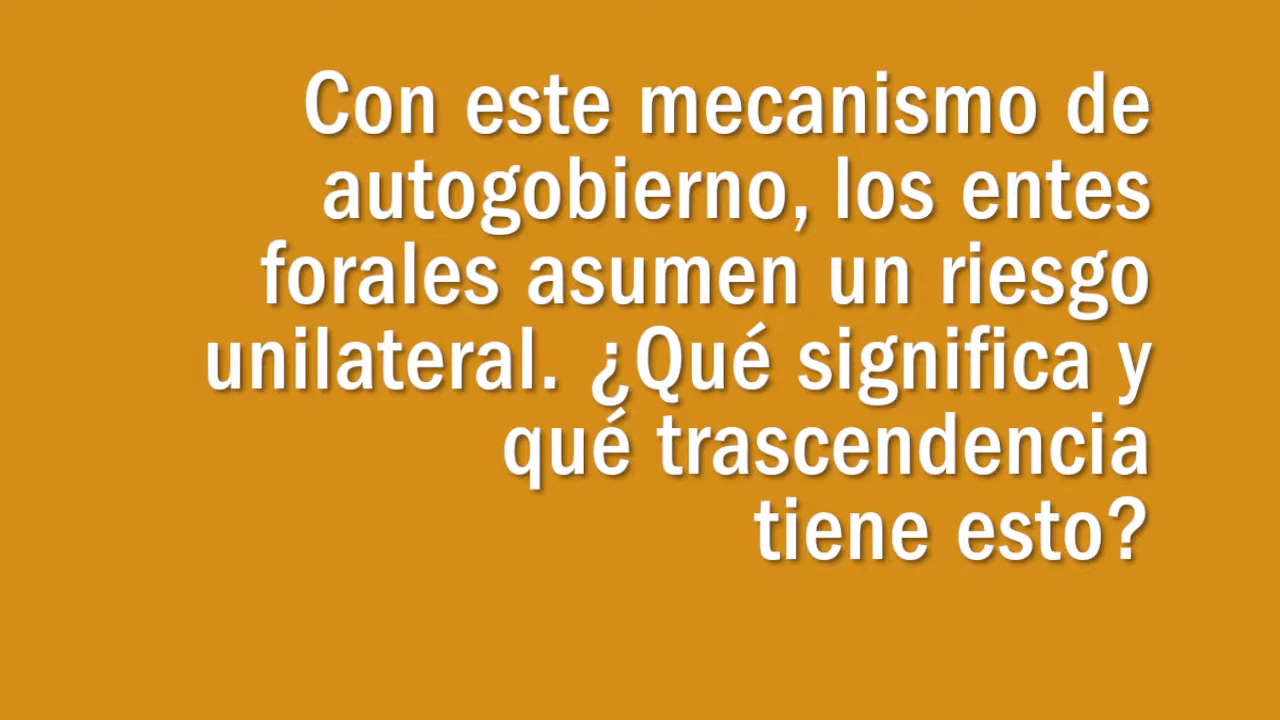 Con este mecanismo de
autogobierno, los entes
forales asumen un riesgo
unilateral. ¿Qué significa y
qué trascendencia
tiene esto?